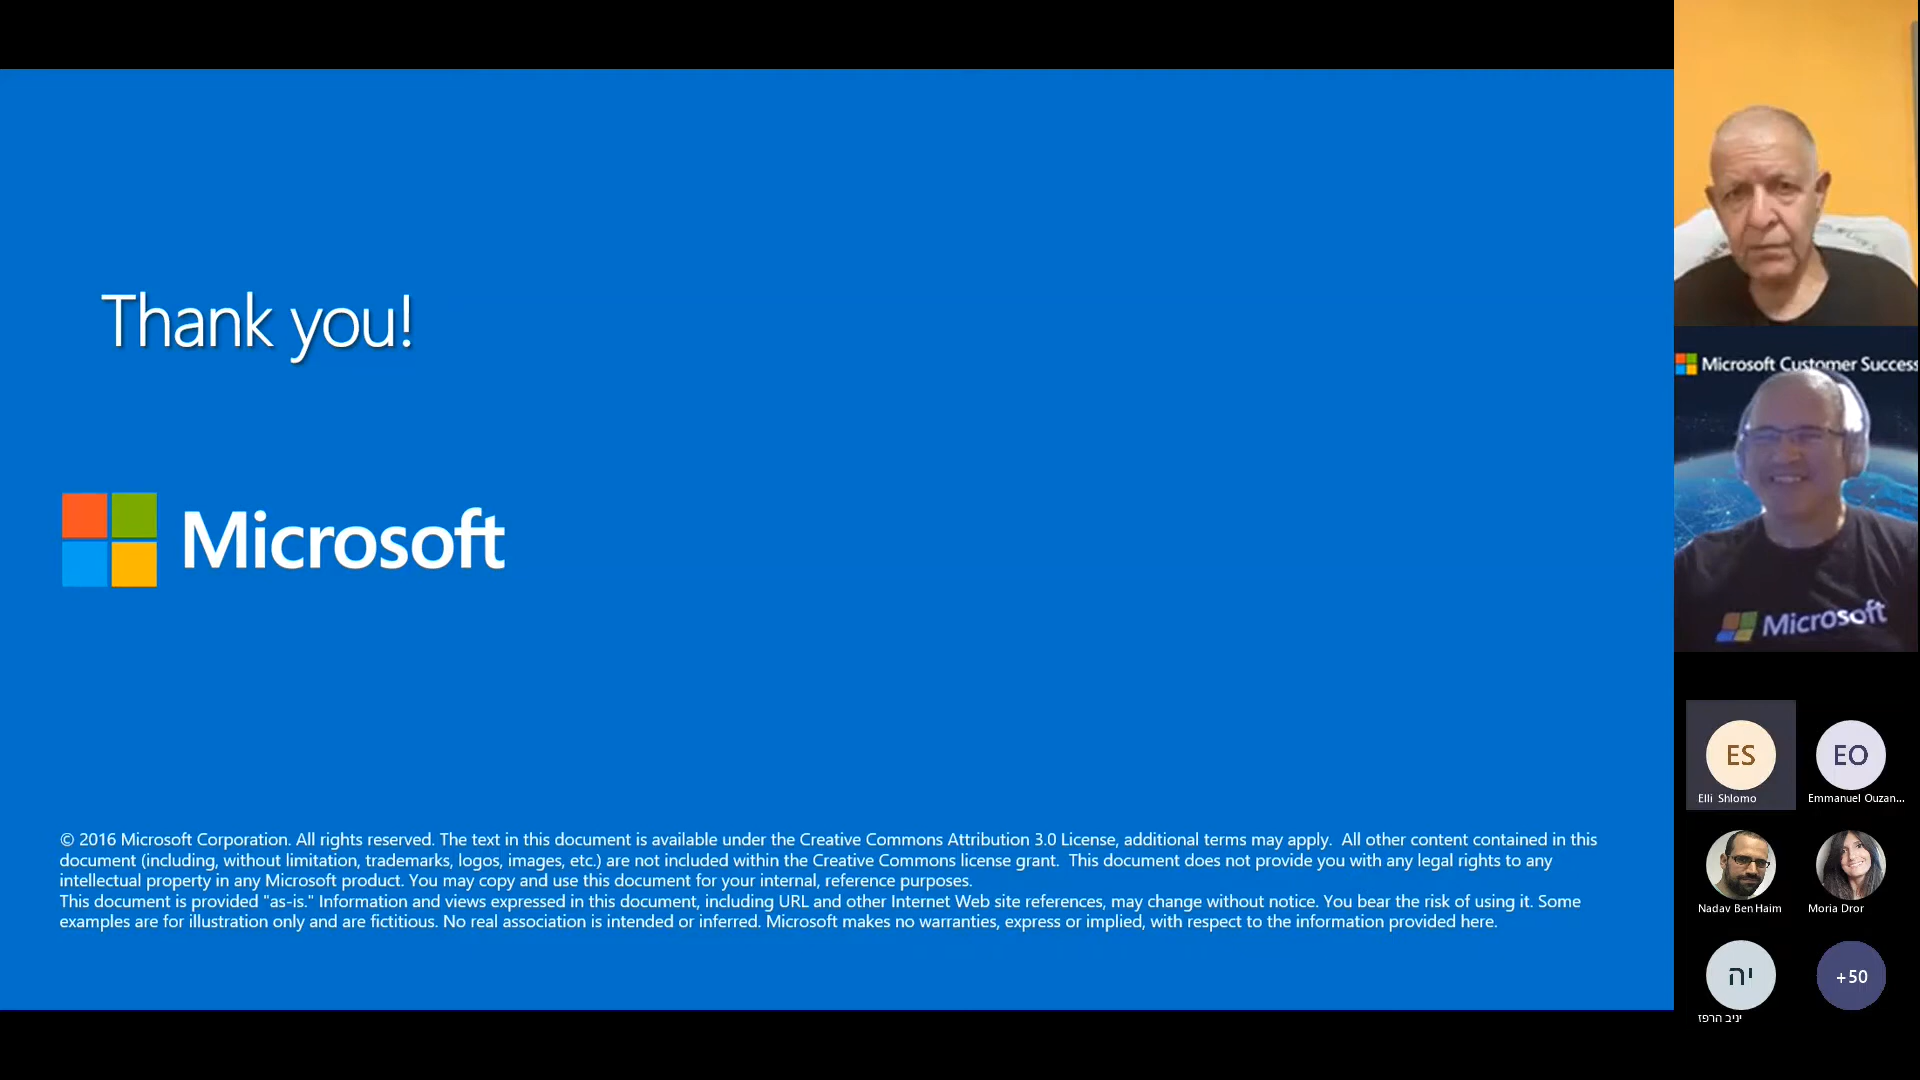 Thank you!
Microsoft
© 2016 Microsoft Corporation. All rights reserved. The text in this document is available under the Creative Commons Attribution 3.0 License, additional terms may apply. All other content contained in this
document (including, without limitation, trademarks, logos, images, etc.) are not included within the Creative Commons license grant. This document does not provide you with any legal rights to any
intellectual property in any Microsoft product. You may copy and use this document for your internal, reference purposes.
This document is provided "as-is." Information and views expressed in this document, including URL and other Internet Web site references, may change without notice. You bear the risk of using it. Some
examples are for illustration only and are fictitious. No real association is intended or inferred. Microsoft makes no warranties, express or implied, with respect to the information provided here.
Microsoft Customer Success
Microsoft
ES
EO
Elli Shlomo
Emmanuel Ouzan...
Nadav Ben Haim
Moria Dror
יה
+50
יניב הרפז